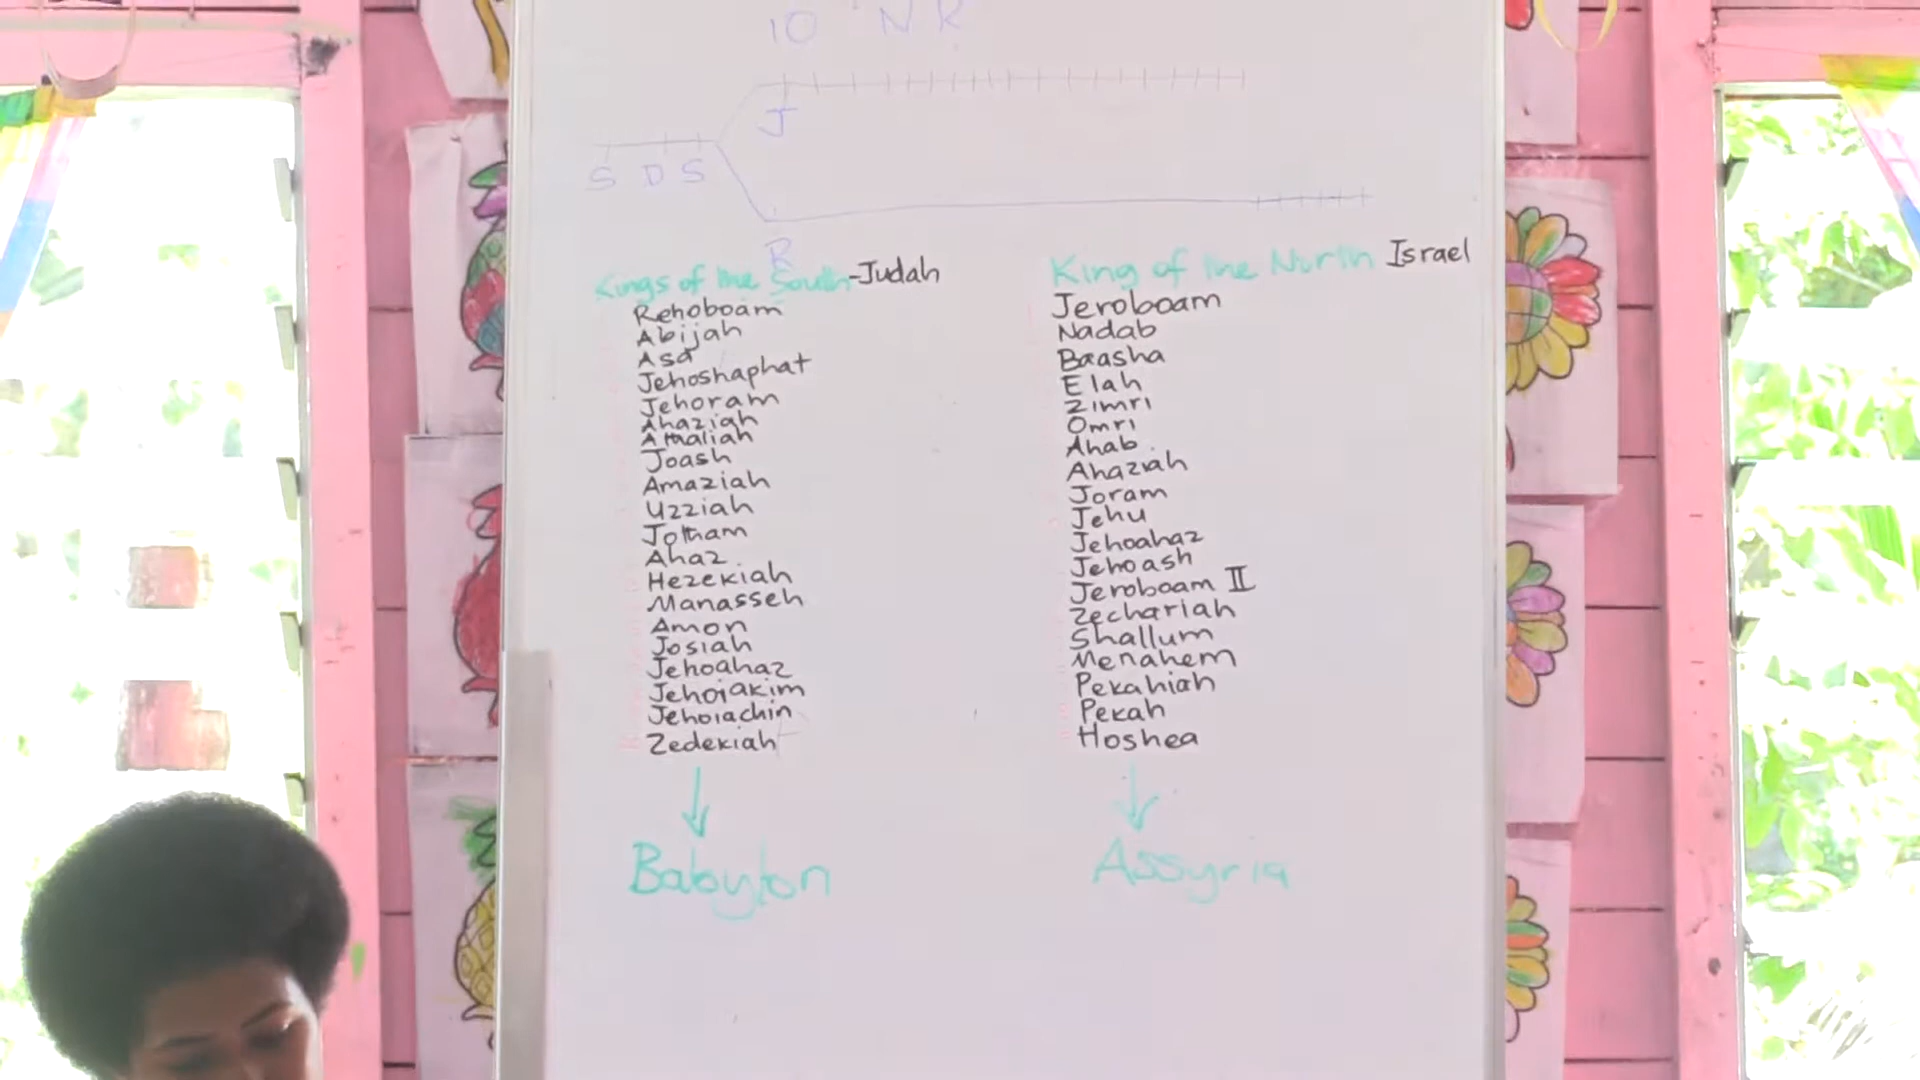 10 NR
J
S D S
R
Kings of the South-Judah
Rehoboam
Abijah
Asa
Jehoshaphat
Jehoram
Ahaziah
Athaliah
Joash
Amaziah
Uzziah
Jotham
Ahaz
Hezekiah
Manasseh
Amon
Josiah
Jehoahaz
Jehoiakim
Jehoiachin
Zedekiah
Babylon
King of the North Israel
Jeroboam
Nadab
Baasha
Elah
Zimri
Omri
Ahab
Ahaziah
Joram
Jehu
Jehoahaz
Jehoash
Jeroboam II
Zechariah
Shallum
Menahem
Pekahiah
Pekah
Hoshea
Assyria